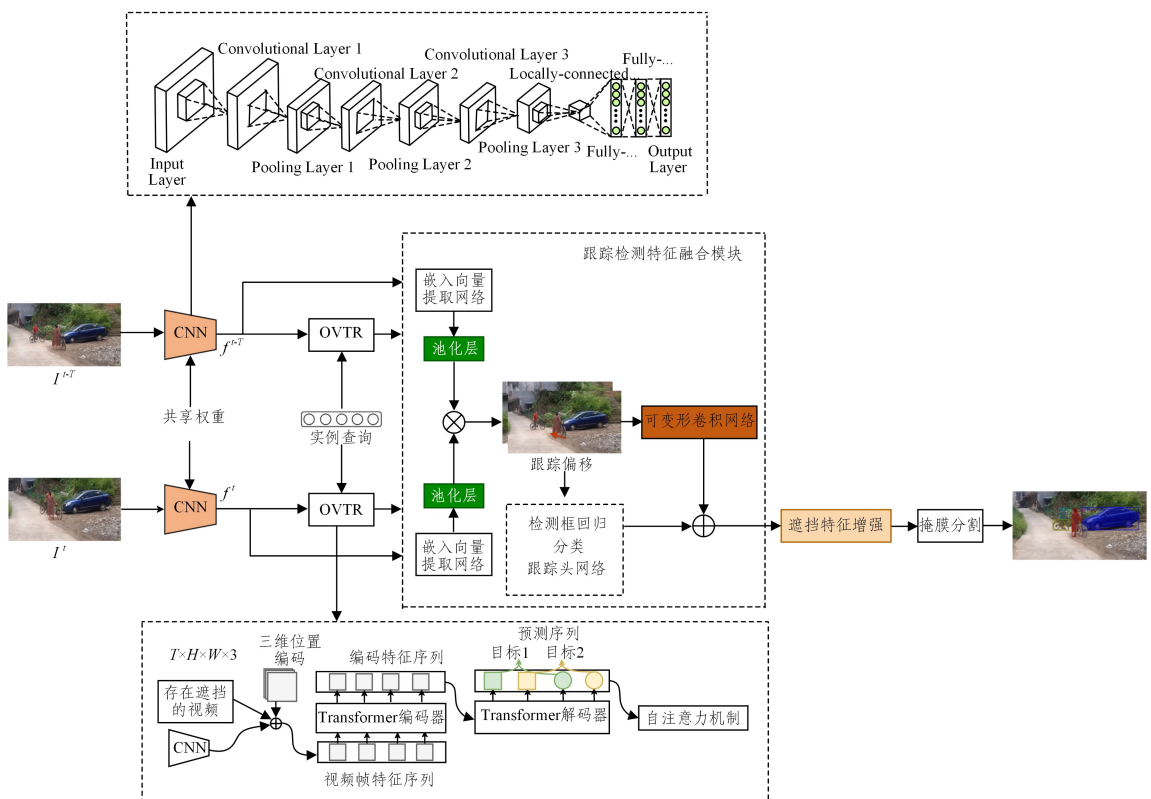 Convolutional Layer 1
Convolutional Layer 2
Convolutional Layer 3
Locally-connected...
Fully-...
Input
Layer
Pooling Layer 1
Pooling Layer 2
Pooling Layer 3
Fully-...
Output
Layer
跟踪检测特征融合模块
嵌入向量
提取网络
CNN
f t-T
OVTR
池化层
I t-T
共享权重
实例查询
跟踪偏移
可变形卷积网络
CNN
f t
OVTR
池化层
I t
嵌入向量
提取网络
检测框回归
分类
跟踪头网络
遮挡特征增强
掩膜分割
T×H×W×3
三维位置
编码
编码特征序列
预测序列
目标1
目标2
存在遮挡
的视频
Transformer编码器
Transformer解码器
自注意力机制
CNN
视频帧特征序列